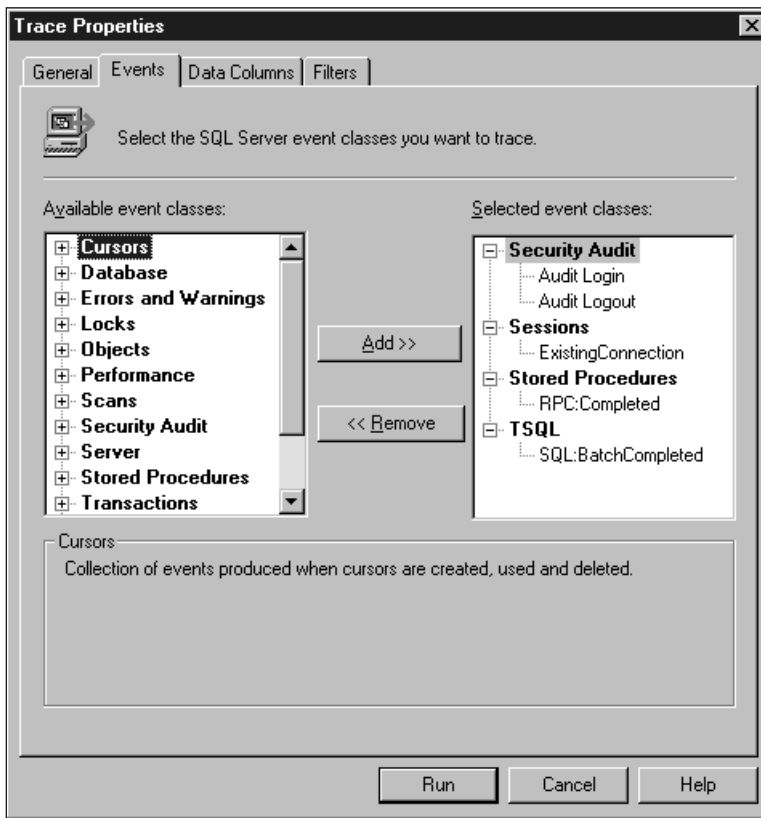 Trace Properties
General Events Data Columns Filters
Select the SQL Server event classes you want to trace.
Available event classes:
Cursors
Database
Errors and Warnings
Locks
Objects
Performance
Scans
Security Audit
Server
Stored Procedures
Transactions
Add >>
<< Remove
Selected event classes:
Security Audit
Audit Login
Audit Logout
Sessions
ExistingConnection
Stored Procedures
RPC:Completed
TSQL
SQL:BatchCompleted
Cursors
Collection of events produced when cursors are created, used and deleted.
Run Cancel Help